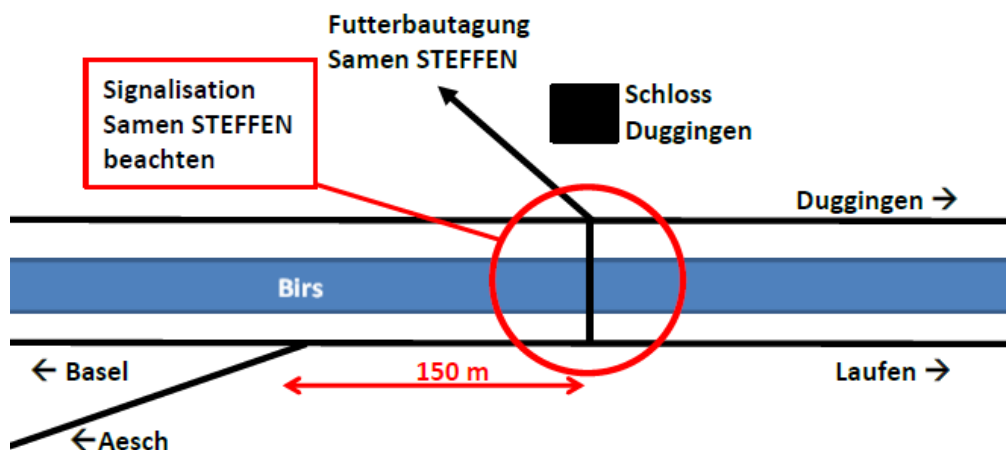 Futterbautagung
Samen STEFFEN
Signalisation
Samen STEFFEN
beachten
Schloss
Duggingen
Duggingen →
Birs
← Basel
150 m
Laufen →
←Aesch